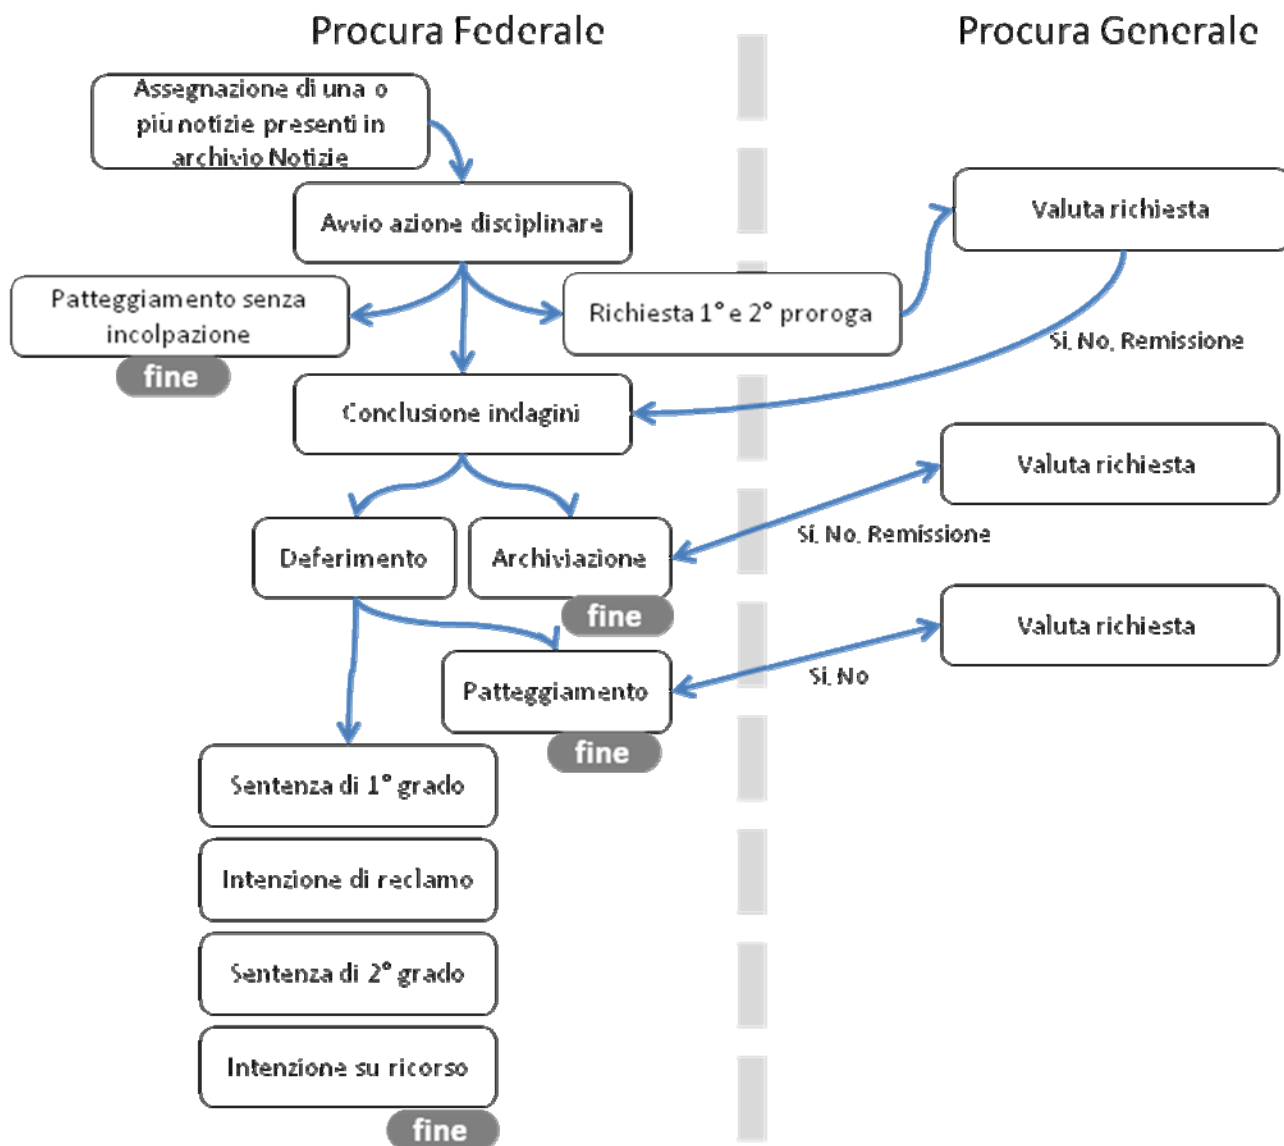 Procura Federale
Procura Generale
Assegnazione di una o
più notizie presenti in
archivio Notizie
Avvio azione disciplinare
Valuta richiesta
Patteggiamento senza
incolpazione
fine
Richiesta 1° e 2° proroga
Si, No, Remissione
Conclusione indagini
Valuta richiesta
Si, No, Remissione
Deferimento
Archiviazione
fine
Valuta richiesta
Si, No
Patteggiamento
fine
Sentenza di 1° grado
Intenzione di reclamo
Sentenza di 2° grado
Intenzione su ricorso
fine